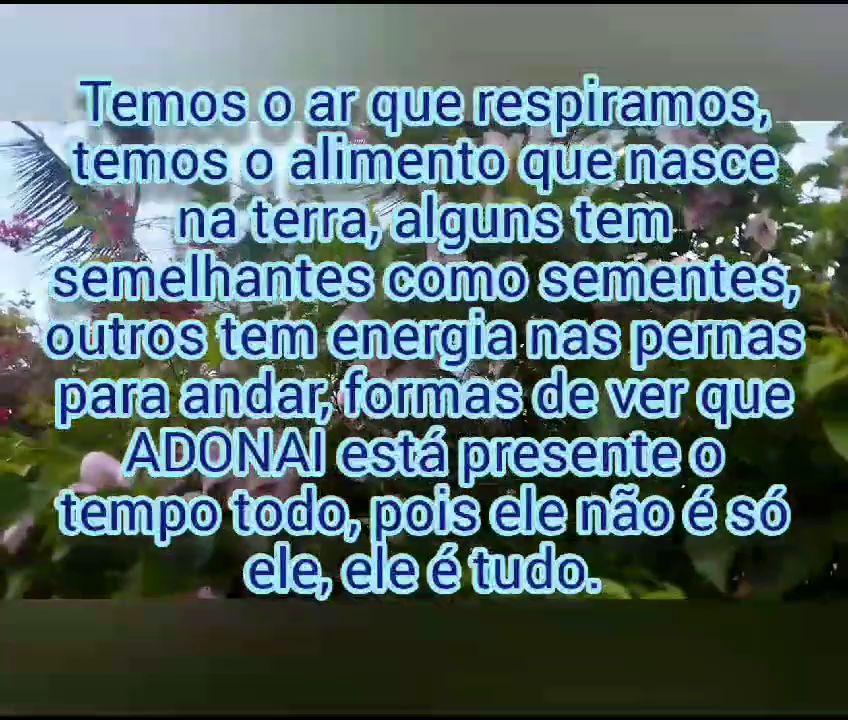 Temos o ar que respiramos,
temos o alimento que nasce
na terra, alguns tem
semelhantes como sementes,
outros tem energia nas pernas
para andar, formas de ver que
ADONAI está presente o
tempo todo, pois ele não é só
ele, ele é tudo.